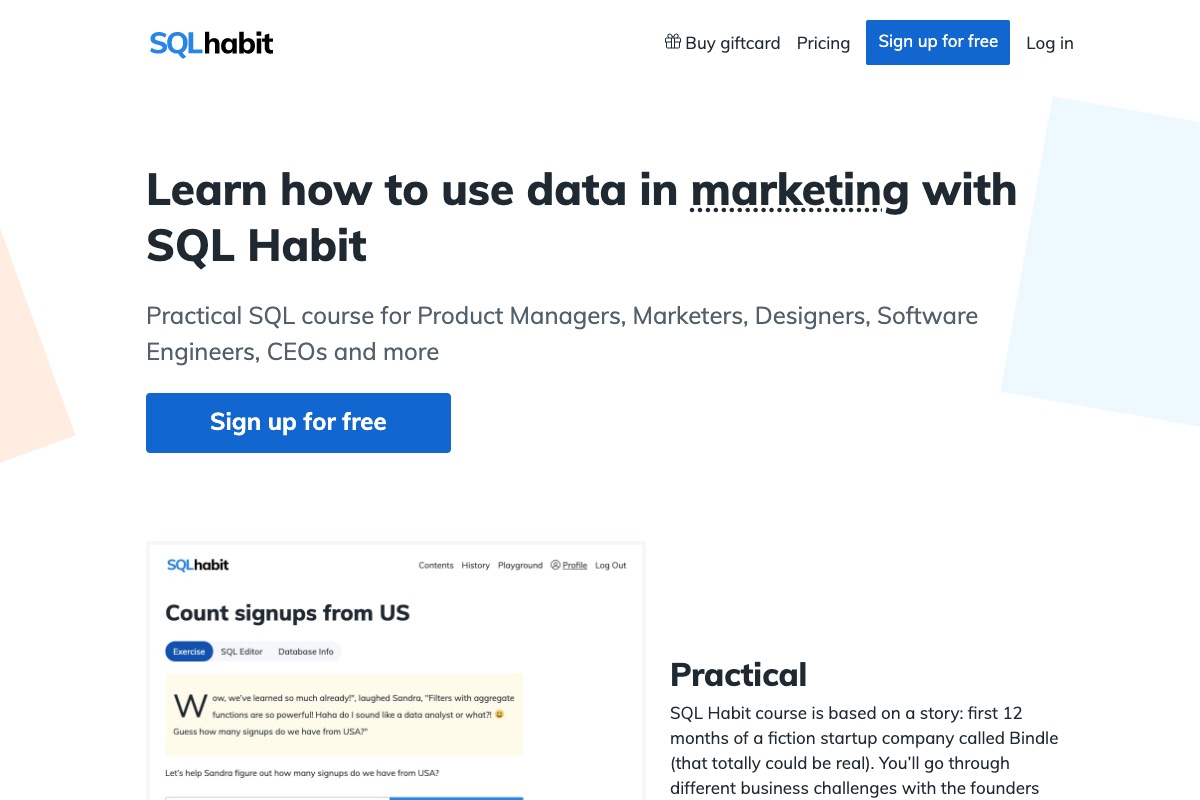 SQLhabit
Buy giftcard Pricing Sign up for free Log in
Learn how to use data in marketing with
SQL Habit
Practical SQL course for Product Managers, Marketers, Designers, Software
Engineers, CEOs and more
Sign up for free
SQLhabit
Contents History Playground Profile Log Out
Count signups from US
Exercise SQL Editor Database Info
Wow, we've learned so much already!", laughed Sandra, "Filters with aggregate
functions are so powerful! Haha do I sound like a data analyst or what?! 😃
Guess how many signups do we have from USA?"
Let's help Sandra figure out how many signups do we have from USA?
Practical
SQL Habit course is based on a story: first 12
months of a fiction startup company called Bindle
(that totally could be real). You’ll go through
different business challenges with the founders